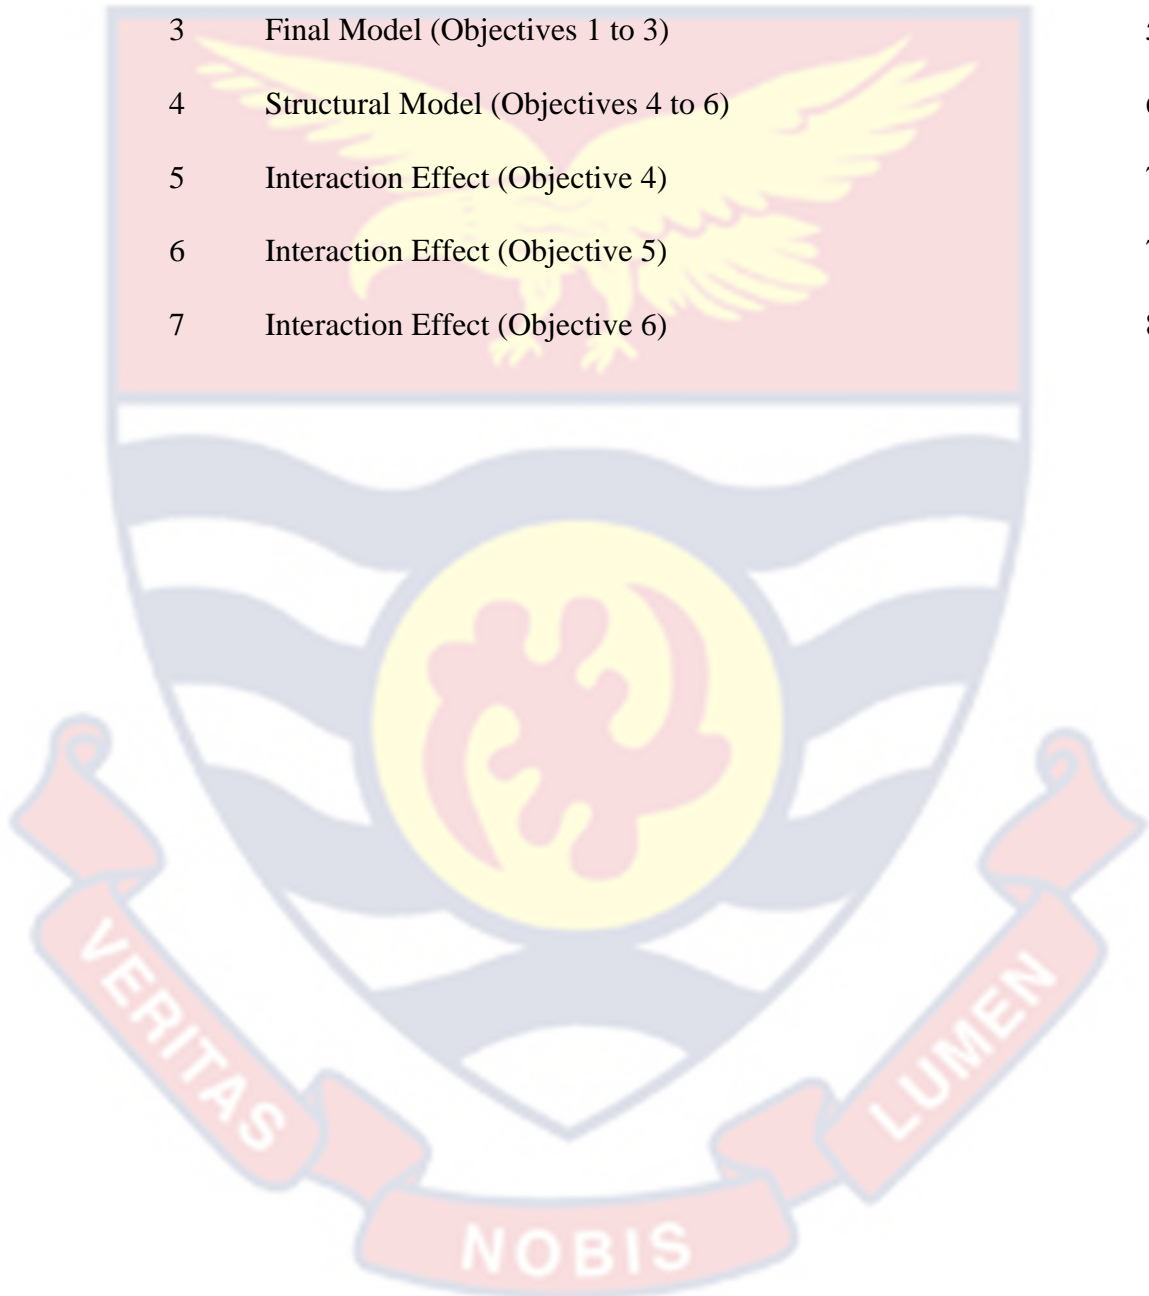 3 Final Model (Objectives 1 to 3)
4 Structural Model (Objectives 4 to 6)
5 Interaction Effect (Objective 4)
6 Interaction Effect (Objective 5)
7 Interaction Effect (Objective 6)
VERITAS
NOBIS
LUMEN